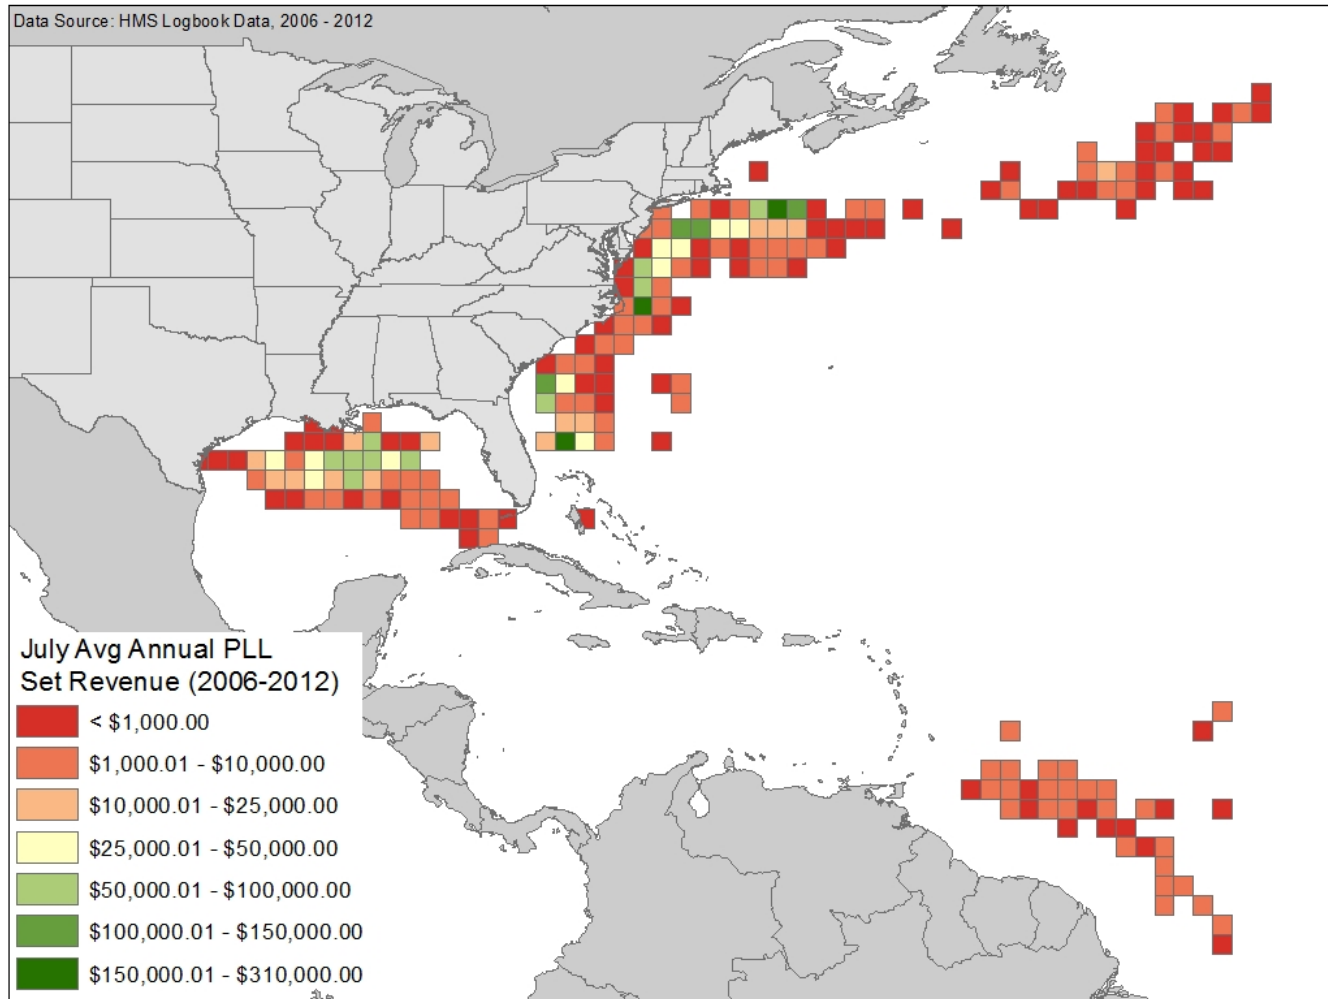 Data Source: HMS Logbook Data, 2006 - 2012
July Avg Annual PLL
Set Revenue (2006-2012)
< $1,000.00
$1,000.01 - $10,000.00
$10,000.01 - $25,000.00
$25,000.01 - $50,000.00
$50,000.01 - $100,000.00
$100,000.01 - $150,000.00
$150,000.01 - $310,000.00